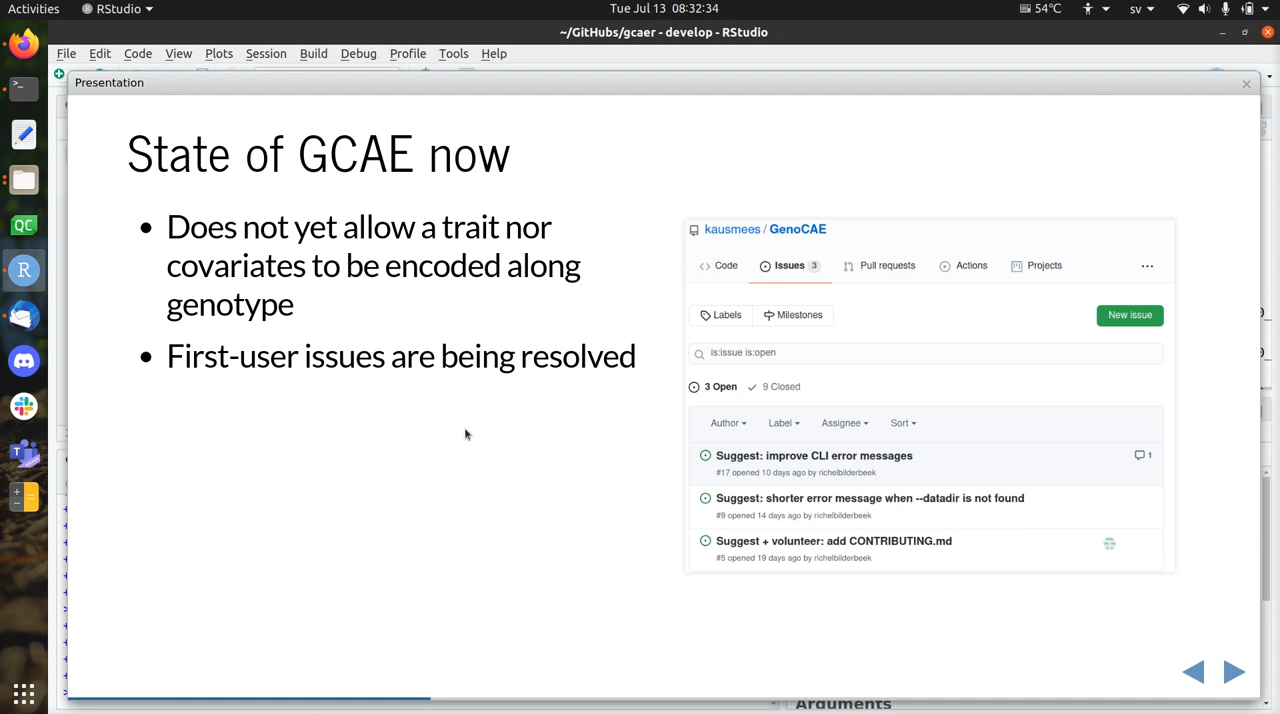 Activities
RStudio
Tue Jul 13 08:32:34
54°C
sv
~/GitHubs/gcaer - develop - RStudio
File Edit Code View Plots Session Build Debug Profile Tools Help
Presentation
State of GCAE now
• Does not yet allow a trait nor
covariates to be encoded along
genotype
• First-user issues are being resolved
kausmees / GenoCAE
<> Code
Issues 3
Pull requests
Actions
Projects
...
Labels
Milestones
New issue
is:issue is:open
3 Open
9 Closed
Author
Label
Assignee
Sort
Suggest: improve CLI error messages
1
#17 opened 10 days ago by richelbilderbeek
Suggest: shorter error message when --datadir is not found
#9 opened 14 days ago by richelbilderbeek
Suggest + volunteer: add CONTRIBUTING.md
#5 opened 19 days ago by richelbilderbeek
QC
R
Arguments